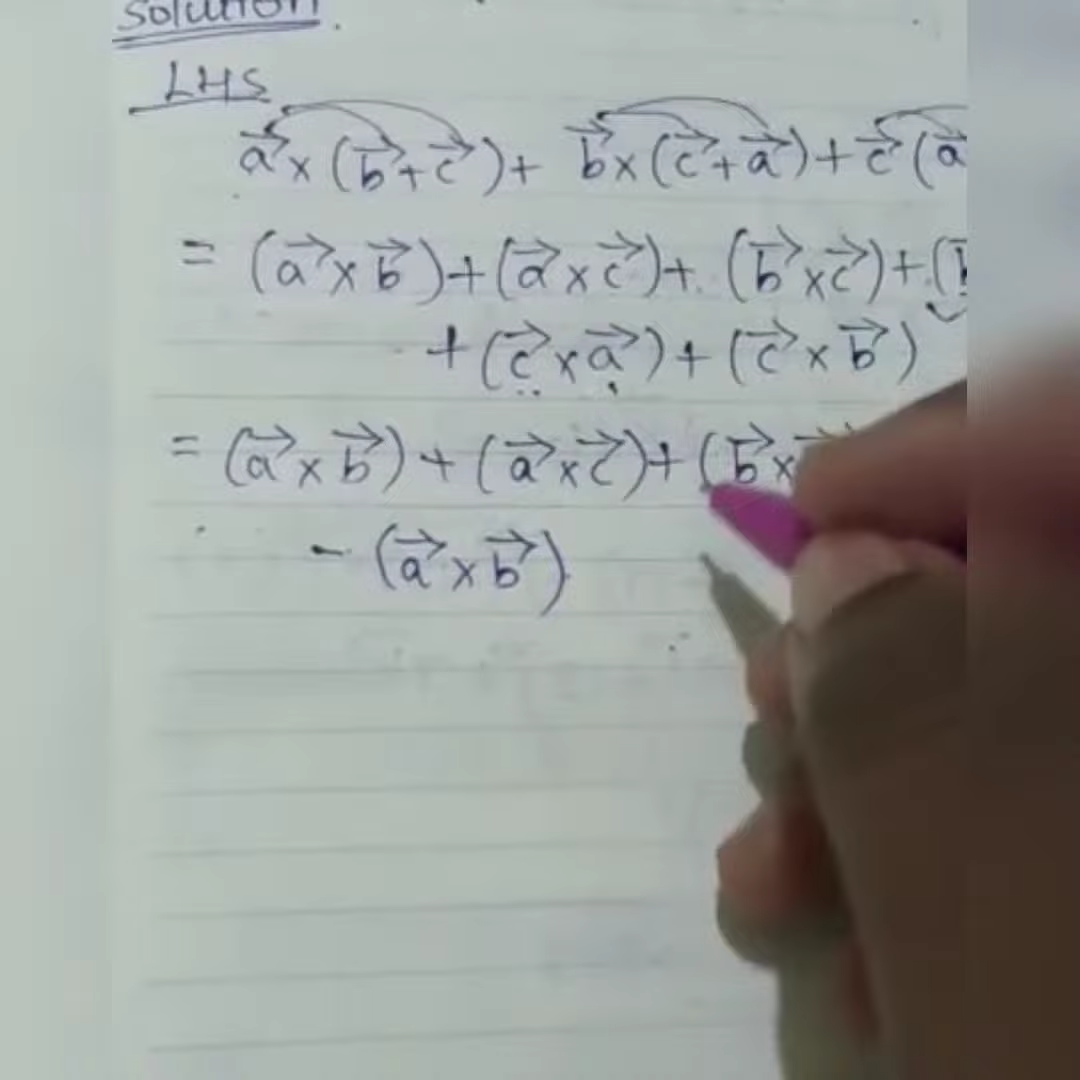 Solution.
LHS
a⃗ × (b⃗ + c⃗) + b⃗ × (c⃗ + a⃗) + c⃗ (a⃗
= (a⃗ × b⃗) + (a⃗ × c⃗) + (b⃗ × c⃗) + (
+ (c⃗ × a⃗) + (c⃗ × b⃗)
= (a⃗ × b⃗) + (a⃗ × c⃗) + (b⃗ ×
- (a⃗ × b⃗)